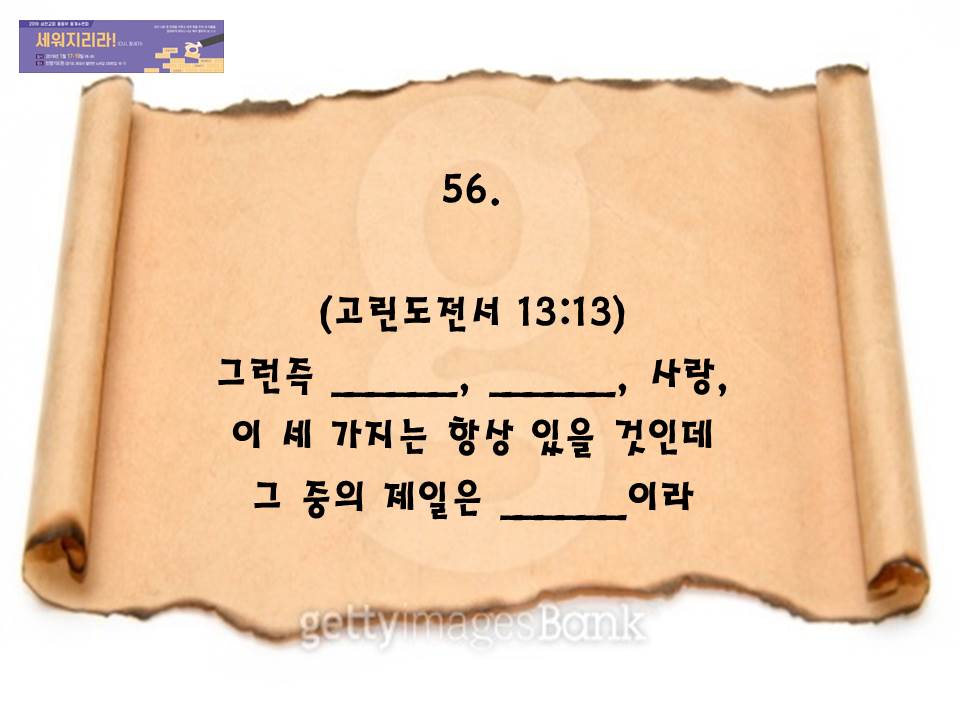 세워지리라!
56.
(고린도전서 13:13)
그런즉 ______, ______, 사랑,
이 세 가지는 항상 있을 것인데
그 중의 제일은 ______이라
gettyimagesBank